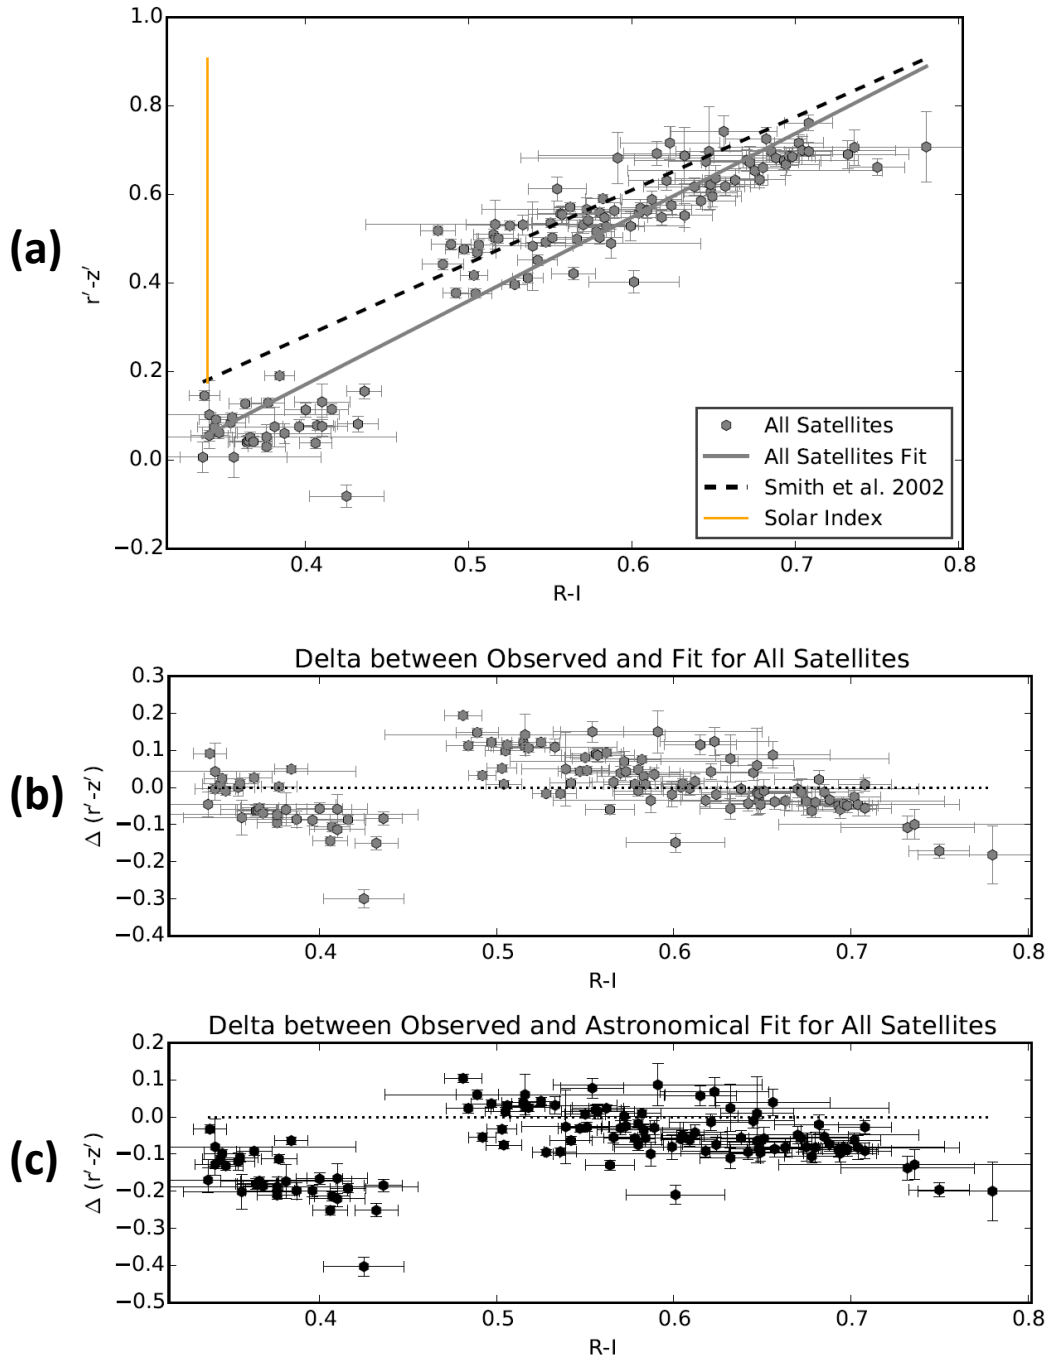 (a)
1.0
0.8
0.6
0.4
0.2
0.0
−0.2
r′-z′
0.4 0.5 0.6 0.7 0.8
R-I
All Satellites
All Satellites Fit
Smith et al. 2002
Solar Index
Delta between Observed and Fit for All Satellites
(b)
0.3
0.2
0.1
0.0
−0.1
−0.2
−0.3
−0.4
Δ (r′-z′)
0.4 0.5 0.6 0.7 0.8
R-I
Delta between Observed and Astronomical Fit for All Satellites
(c)
0.2
0.1
0.0
−0.1
−0.2
−0.3
−0.4
−0.5
Δ (r′-z′)
0.4 0.5 0.6 0.7 0.8
R-I